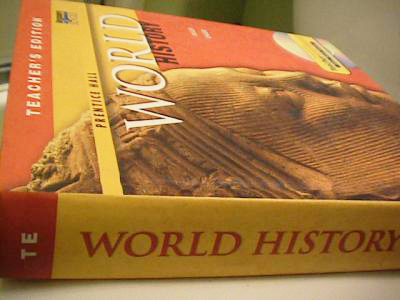 TEACHER'S EDITION
PRENTICE HALL
WORLD
HISTORY
TE
WORLD HISTORY